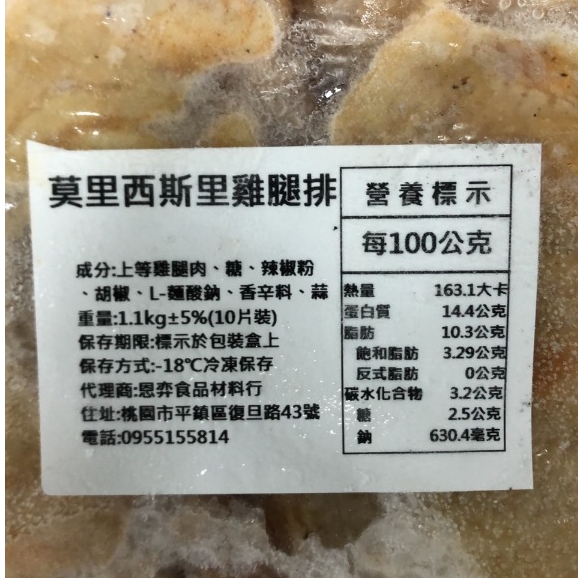 莫里西斯里雞腿排
成分:上等雞腿肉、糖、辣椒粉
、胡椒、L-麵酸鈉、香辛料、蒜
重量:1.1kg±5%(10片裝)
保存期限:標示於包裝盒上
保存方式:-18℃冷凍保存
代理商:恩弈食品材料行
住址:桃園市平鎮區復旦路43號
電話:0955155814
營養標示
每100公克
熱量 163.1大卡
蛋白質 14.4公克
脂肪 10.3公克
飽和脂肪 3.29公克
反式脂肪 0公克
碳水化合物 3.2公克
糖 2.5公克
鈉 630.4毫克